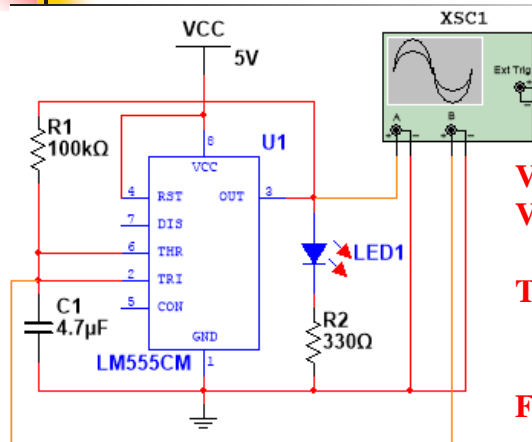 XSC1
VCC
5V
Ext Trig
A
B
R1
100kΩ
8
U1
VCC
4
RST
OUT
3
7
DIS
6
THR
2
TRI
5
CON
GND
1
LM555CM
LED1
C1
4.7µF
R2
330Ω
V
V
T
F